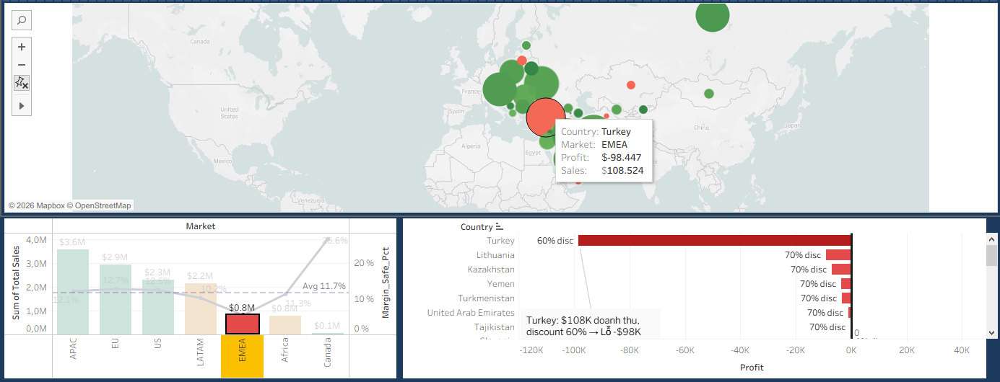 Canada
United
States
Mexico
Venezuela
France
Spain
Algeria
Egypt
China
Japan
Country: Turkey
Market: EMEA
Profit: $-98.447
Sales: $108.524
© 2026 Mapbox © OpenStreetMap
Market
Sum of Total Sales
4,0M
3,0M
2,0M
1,0M
0,0M
$3.6M
$2.9M
$2.3M
$2.2M
$0.8M
$0.8M
$0.1M
12.1%
12.7%
12.5%
10.2%
11.3%
Avg 11.7%
20 %
10 %
0 %
Margin_Safe_Pct
APAC
EU
US
LATAM
EMEA
Africa
Canada
Country
Turkey 60% disc
Lithuania 70% disc
Kazakhstan 70% disc
Yemen 70% disc
Turkmenistan 70% disc
United Arab Emirates 70% disc
Tajikistan 70% disc
0
Turkey: $108K doanh thu,
discount 60% → Lỗ -$98K
-120K -100K -80K -60K -40K -20K 0K 20K 40K
Profit